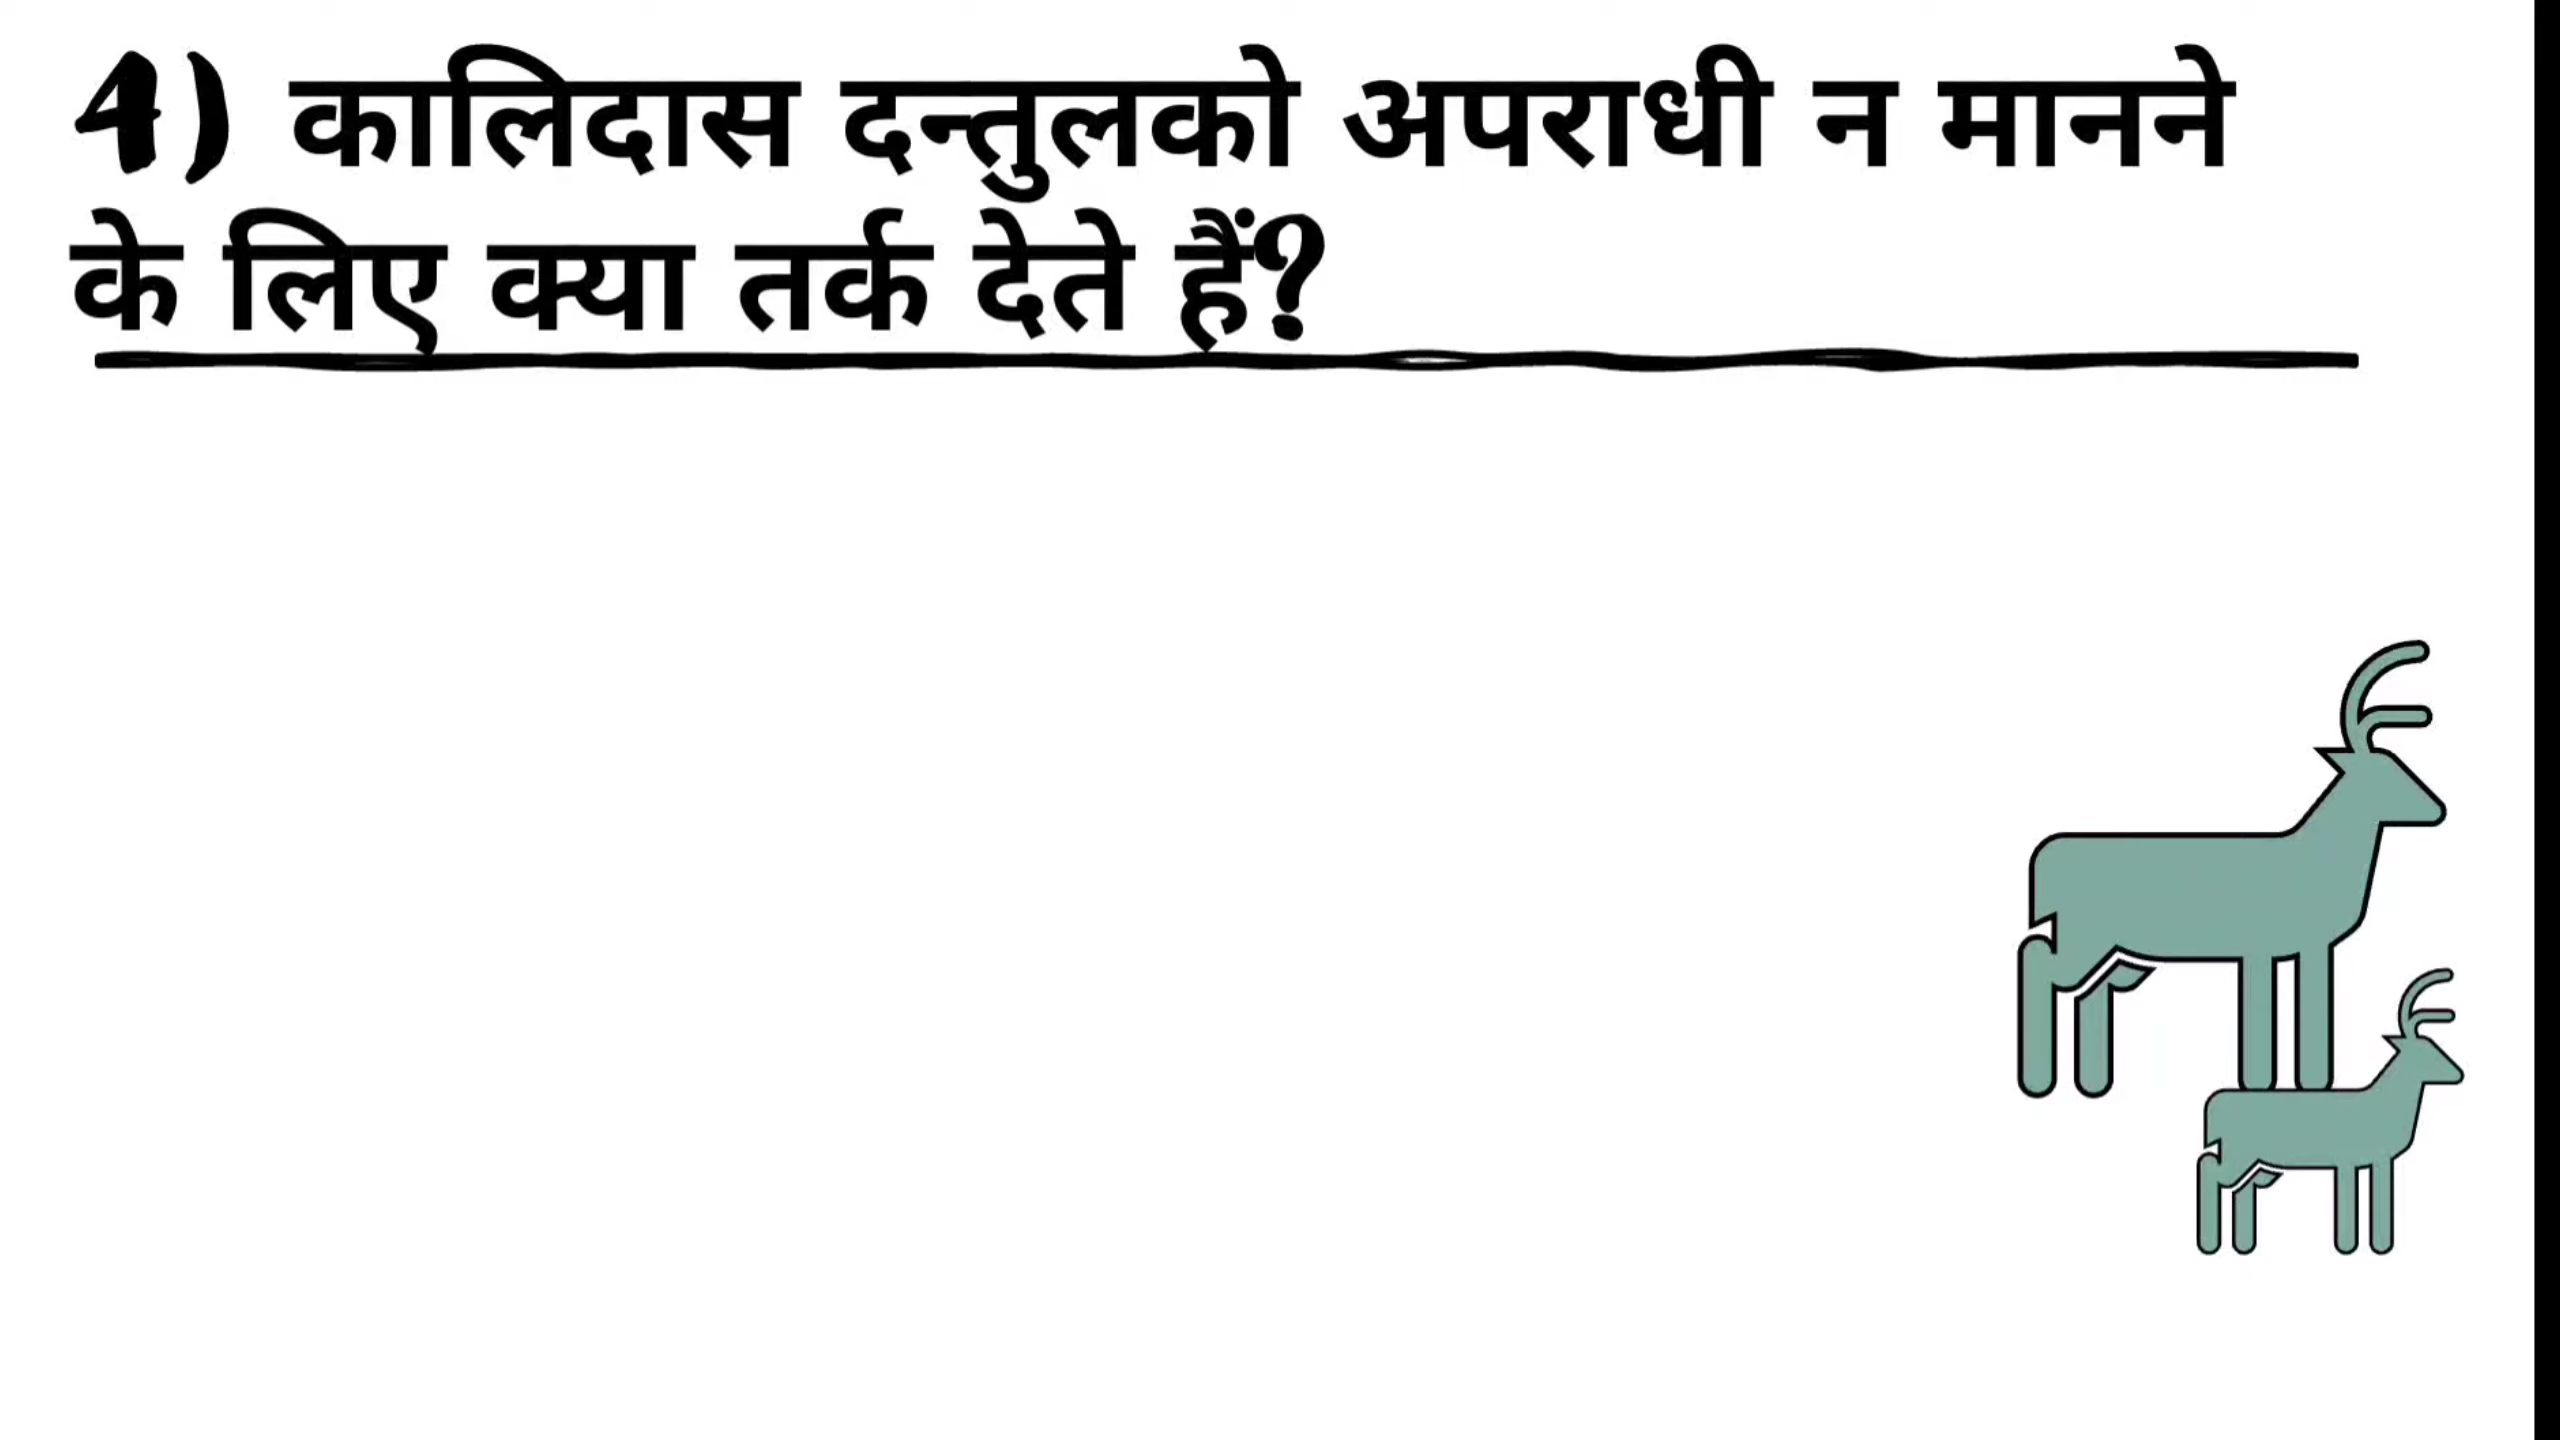 4) कालिदास दन्तुलको अपराधी न मानने
के लिए क्या तर्क देते हैं?